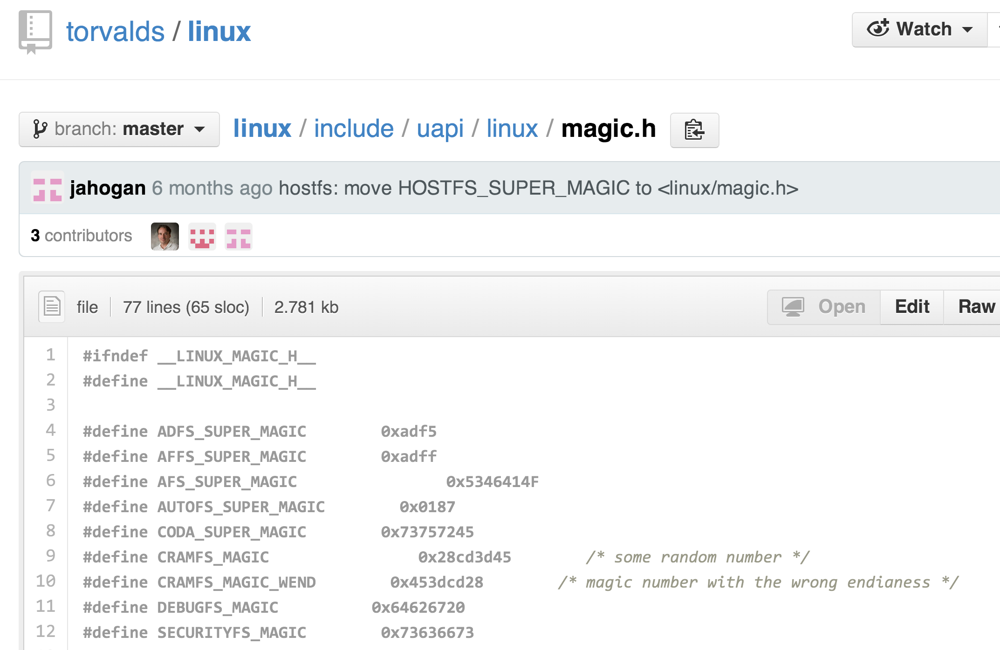 torvalds / linux
Watch
branch: master
linux / include / uapi / linux / magic.h
jahogan 6 months ago hostfs: move HOSTFS_SUPER_MAGIC to <linux/magic.h>
3 contributors
file 77 lines (65 sloc) 2.781 kb
Open Edit Raw
1 #ifndef __LINUX_MAGIC_H__
2 #define __LINUX_MAGIC_H__
3
4 #define ADFS_SUPER_MAGIC 0xadf5
5 #define AFFS_SUPER_MAGIC 0xadff
6 #define AFS_SUPER_MAGIC 0x5346414F
7 #define AUTOFS_SUPER_MAGIC 0x0187
8 #define CODA_SUPER_MAGIC 0x73757245
9 #define CRAMFS_MAGIC 0x28cd3d45 /* some random number */
10 #define CRAMFS_MAGIC_WEND 0x453dcd28 /* magic number with the wrong endianess */
11 #define DEBUGFS_MAGIC 0x64626720
12 #define SECURITYFS_MAGIC 0x73636673